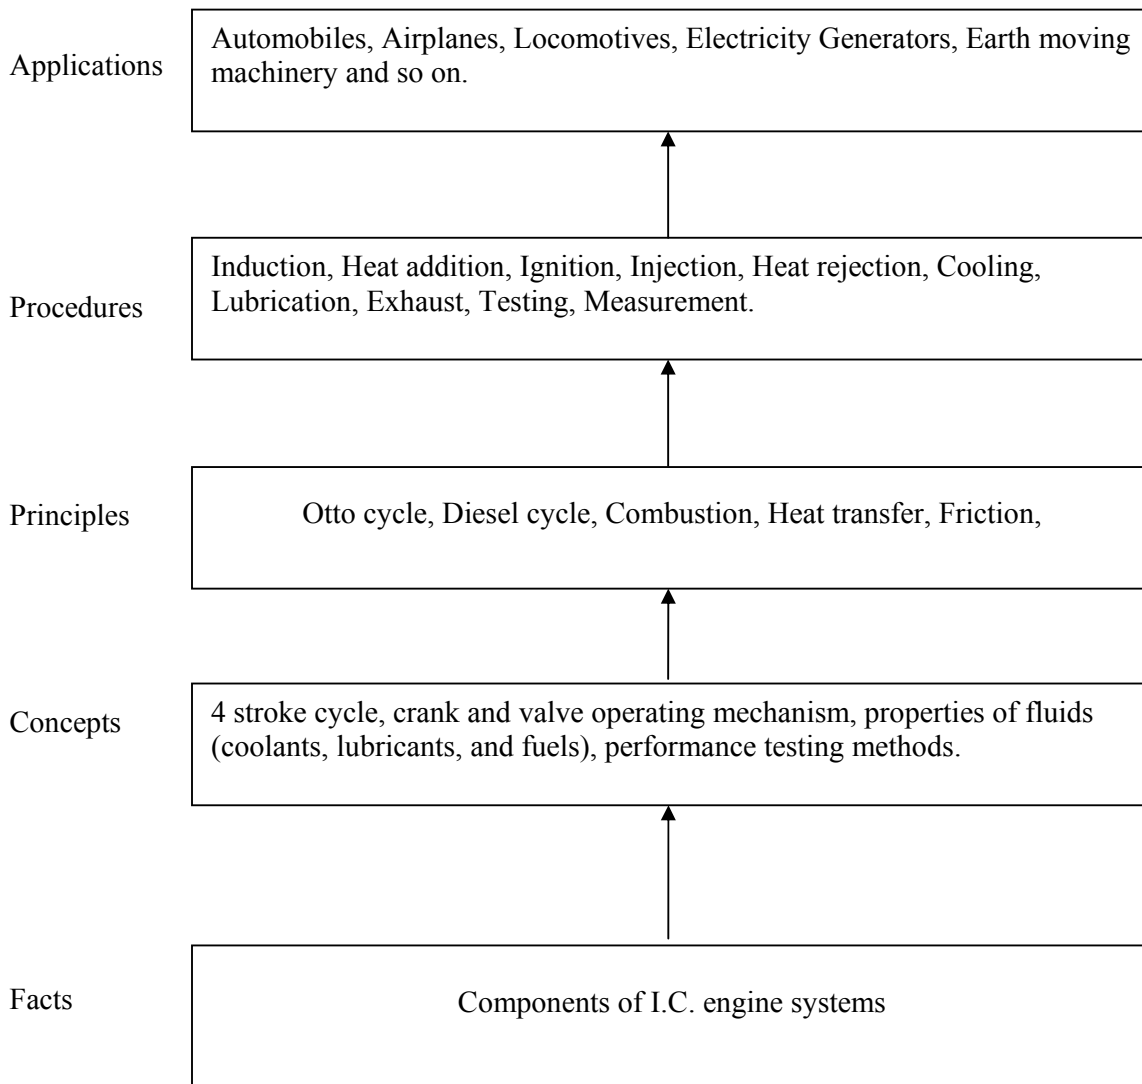 Applications
Automobiles, Airplanes, Locomotives, Electricity Generators, Earth moving
machinery and so on.
Procedures
Induction, Heat addition, Ignition, Injection, Heat rejection, Cooling,
Lubrication, Exhaust, Testing, Measurement.
Principles
Otto cycle, Diesel cycle, Combustion, Heat transfer, Friction,
Concepts
4 stroke cycle, crank and valve operating mechanism, properties of fluids
(coolants, lubricants, and fuels), performance testing methods.
Facts
Components of I.C. engine systems